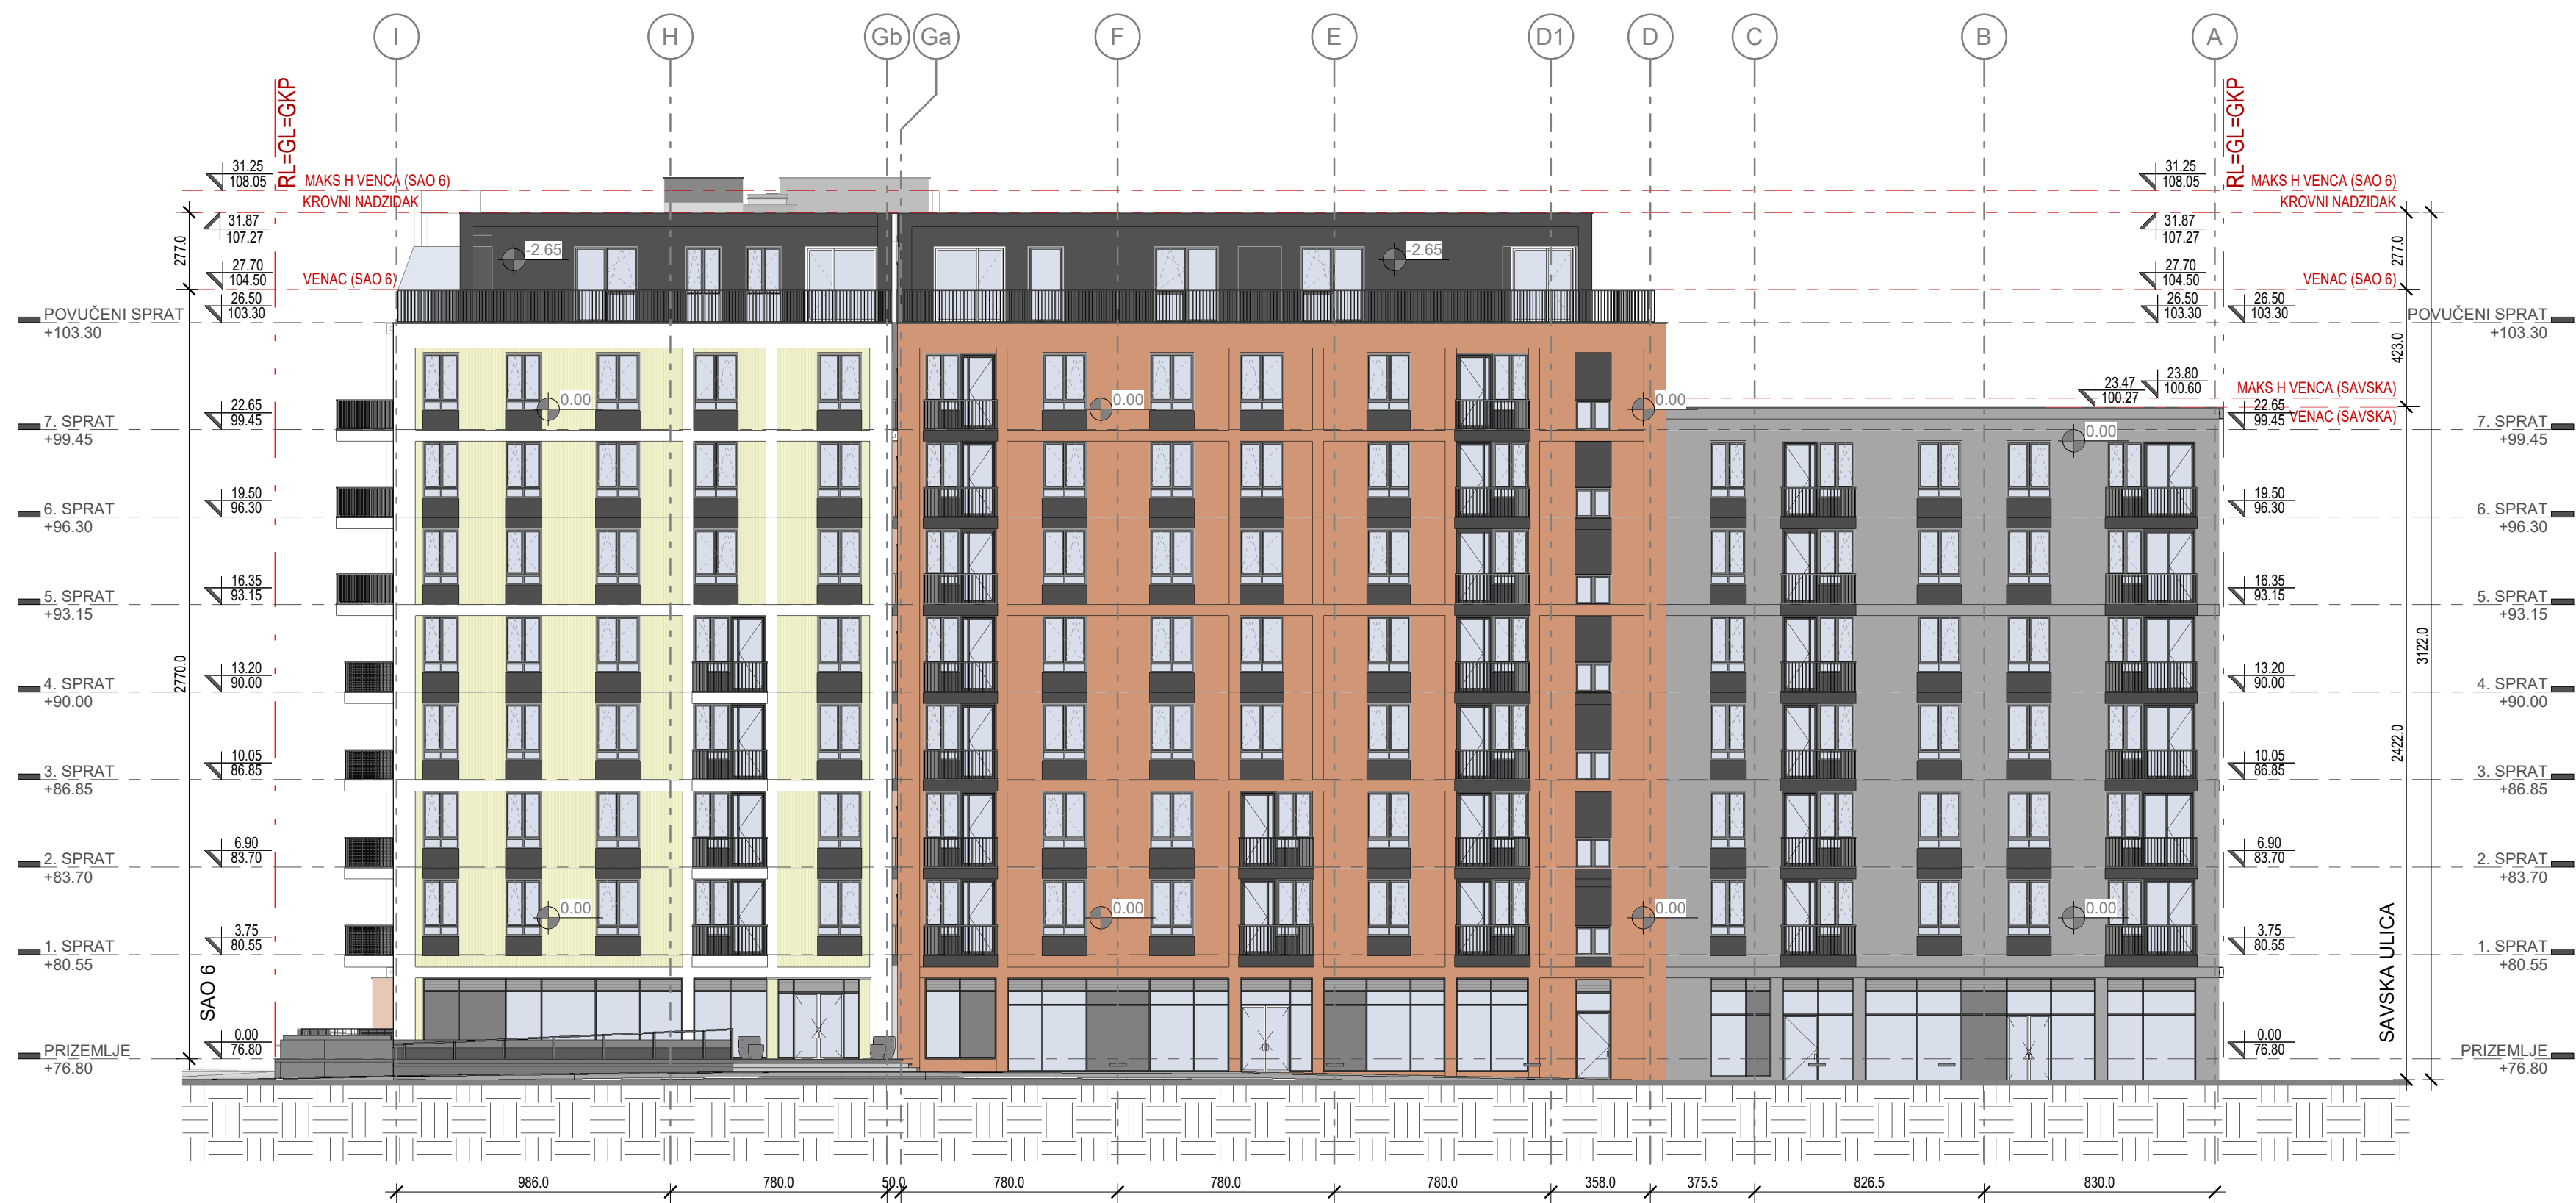 I H Gb Ga F E D1 D C B A
RL=GL=GKP
RL=GL=GKP
31.25
108.05
MAKS H VENCA (SAO 6)
KROVNI NADZIDAK
31.87
107.27
27.70
104.50
VENAC (SAO 6)
26.50
103.30
POVUČENI SPRAT
+103.30
22.65
99.45
7. SPRAT
+99.45
19.50
96.30
6. SPRAT
+96.30
16.35
93.15
5. SPRAT
+93.15
13.20
90.00
4. SPRAT
+90.00
10.05
86.85
3. SPRAT
+86.85
6.90
83.70
2. SPRAT
+83.70
3.75
80.55
1. SPRAT
+80.55
0.00
76.80
PRIZEMLJE
+76.80
277.0
2770.0
SAO 6
-2.65
-2.65
0.00
0.00
0.00
0.00
0.00
0.00
0.00
0.00
31.25
108.05
MAKS H VENCA (SAO 6)
KROVNI NADZIDAK
31.87
107.27
27.70
104.50
VENAC (SAO 6)
26.50
103.30
26.50
103.30
POVUČENI SPRAT
+103.30
23.47
100.27
23.80
100.60
MAKS H VENCA (SAVSKA)
22.65
99.45
VENAC (SAVSKA)
7. SPRAT
+99.45
19.50
96.30
6. SPRAT
+96.30
16.35
93.15
5. SPRAT
+93.15
13.20
90.00
4. SPRAT
+90.00
10.05
86.85
3. SPRAT
+86.85
6.90
83.70
2. SPRAT
+83.70
3.75
80.55
1. SPRAT
+80.55
0.00
76.80
PRIZEMLJE
+76.80
277.0
423.0
2422.0
3122.0
SAVSKA ULICA
986.0 780.0 50.0 780.0 780.0 780.0 358.0 375.5 826.5 830.0